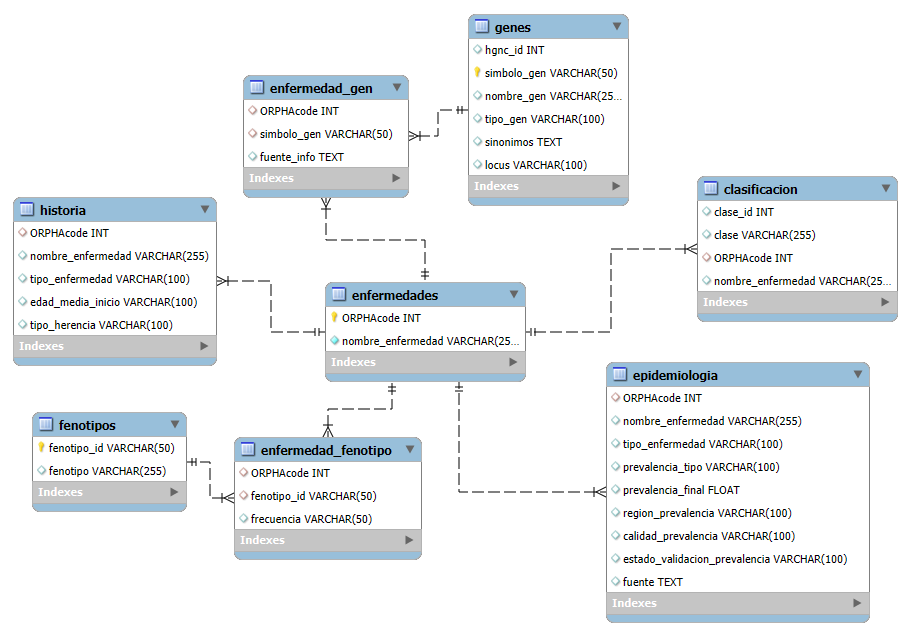 genes
hgnc_id INT
simbolo_gen VARCHAR(50)
nombre_gen VARCHAR(25...
tipo_gen VARCHAR(100)
sinonimos TEXT
locus VARCHAR(100)
Indexes
enfermedad_gen
ORPHAcode INT
simbolo_gen VARCHAR(50)
fuente_info TEXT
Indexes
clasificacion
clase_id INT
clase VARCHAR(255)
ORPHAcode INT
nombre_enfermedad VARCHAR(25...
Indexes
historia
ORPHAcode INT
nombre_enfermedad VARCHAR(255)
tipo_enfermedad VARCHAR(100)
edad_media_inicio VARCHAR(100)
tipo_herencia VARCHAR(100)
Indexes
enfermedades
ORPHAcode INT
nombre_enfermedad VARCHAR(25...
Indexes
epidemiologia
ORPHAcode INT
nombre_enfermedad VARCHAR(255)
tipo_enfermedad VARCHAR(100)
prevalencia_tipo VARCHAR(100)
prevalencia_final FLOAT
region_prevalencia VARCHAR(100)
calidad_prevalencia VARCHAR(100)
estado_validacion_prevalencia VARCHAR(100)
fuente TEXT
Indexes
fenotipos
fenotipo_id VARCHAR(50)
fenotipo VARCHAR(255)
Indexes
enfermedad_fenotipo
ORPHAcode INT
fenotipo_id VARCHAR(50)
frecuencia VARCHAR(50)
Indexes